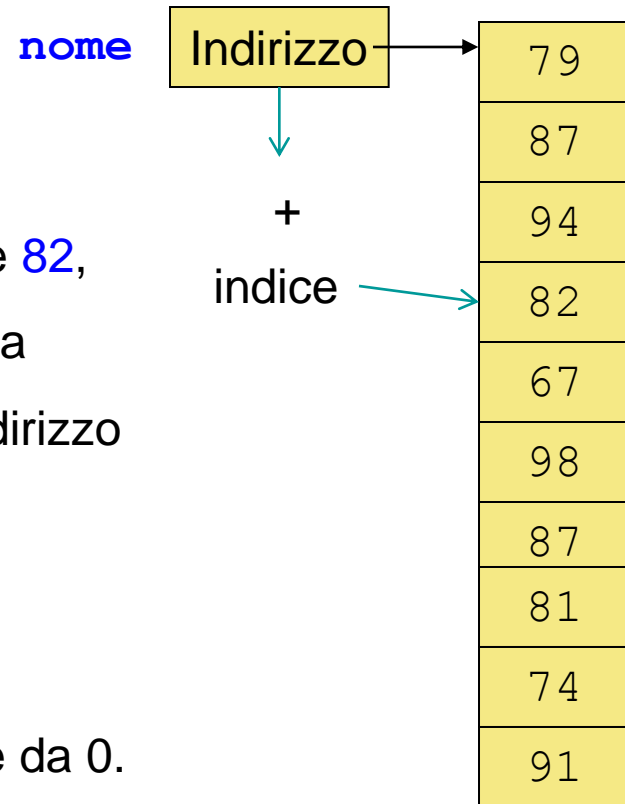 nome Indirizzo 79
87
+ 94
e 82,
indice 82
a
67
dirizzo
98
87
81
74
e da 0. 91